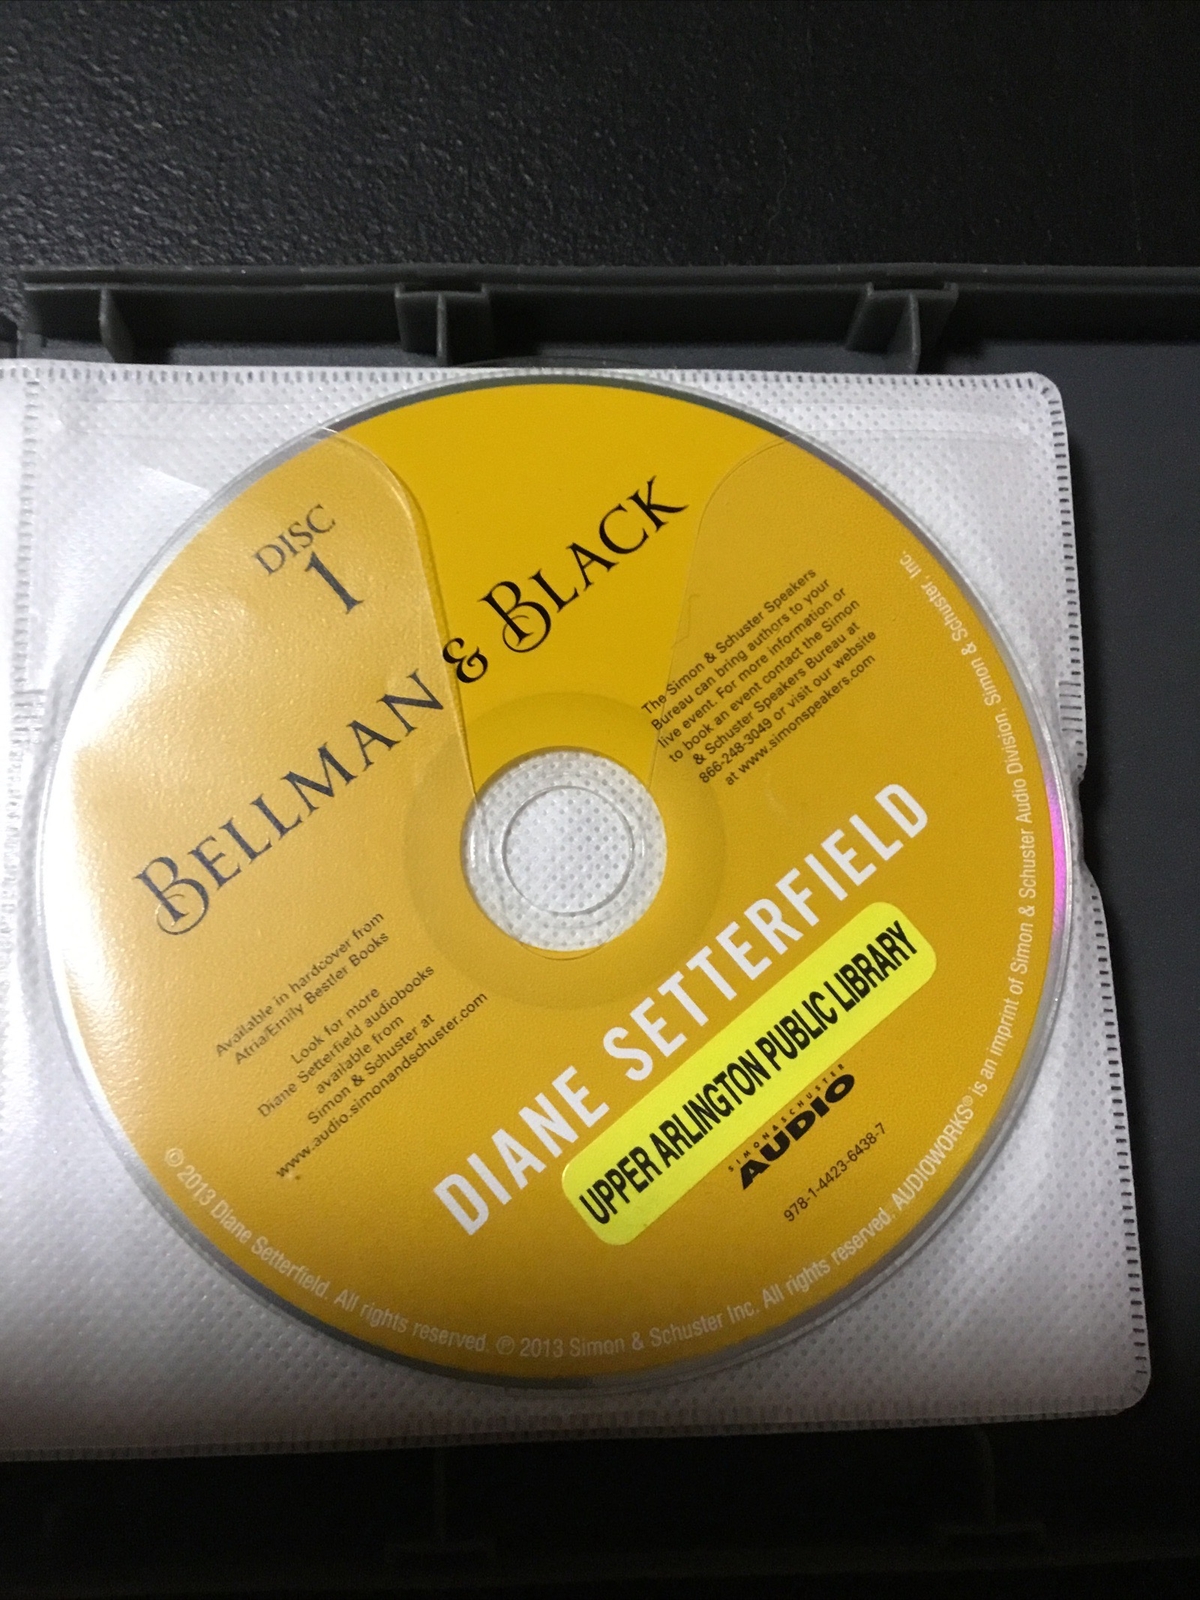 DISC
1
BELLMAN & BLACK
The Simon & Schuster Speakers
Bureau can bring authors to your
live event. For more information or
to book an event contact the Simon
& Schuster Speakers Bureau at
866-248-3049 or visit our website
at www.simonspeakers.com
Available in hardcover from
Atria/Emily Bestler Books
Look for more
Diane Setterfield audiobooks
available from
Simon & Schuster at
www.audio.simonandschuster.com
DIANE SETTERFIELD
UPPER ARLINGTON PUBLIC LIBRARY
SIMON & SCHUSTER
AUDIO
978-1-4423-6438-7
© 2013 Diane Setterfield. All rights reserved. ℗ 2013 Simon & Schuster Inc. All rights reserved. AUDIOWORKS® is an imprint of Simon & Schuster Audio Division, Simon & Schuster, Inc.